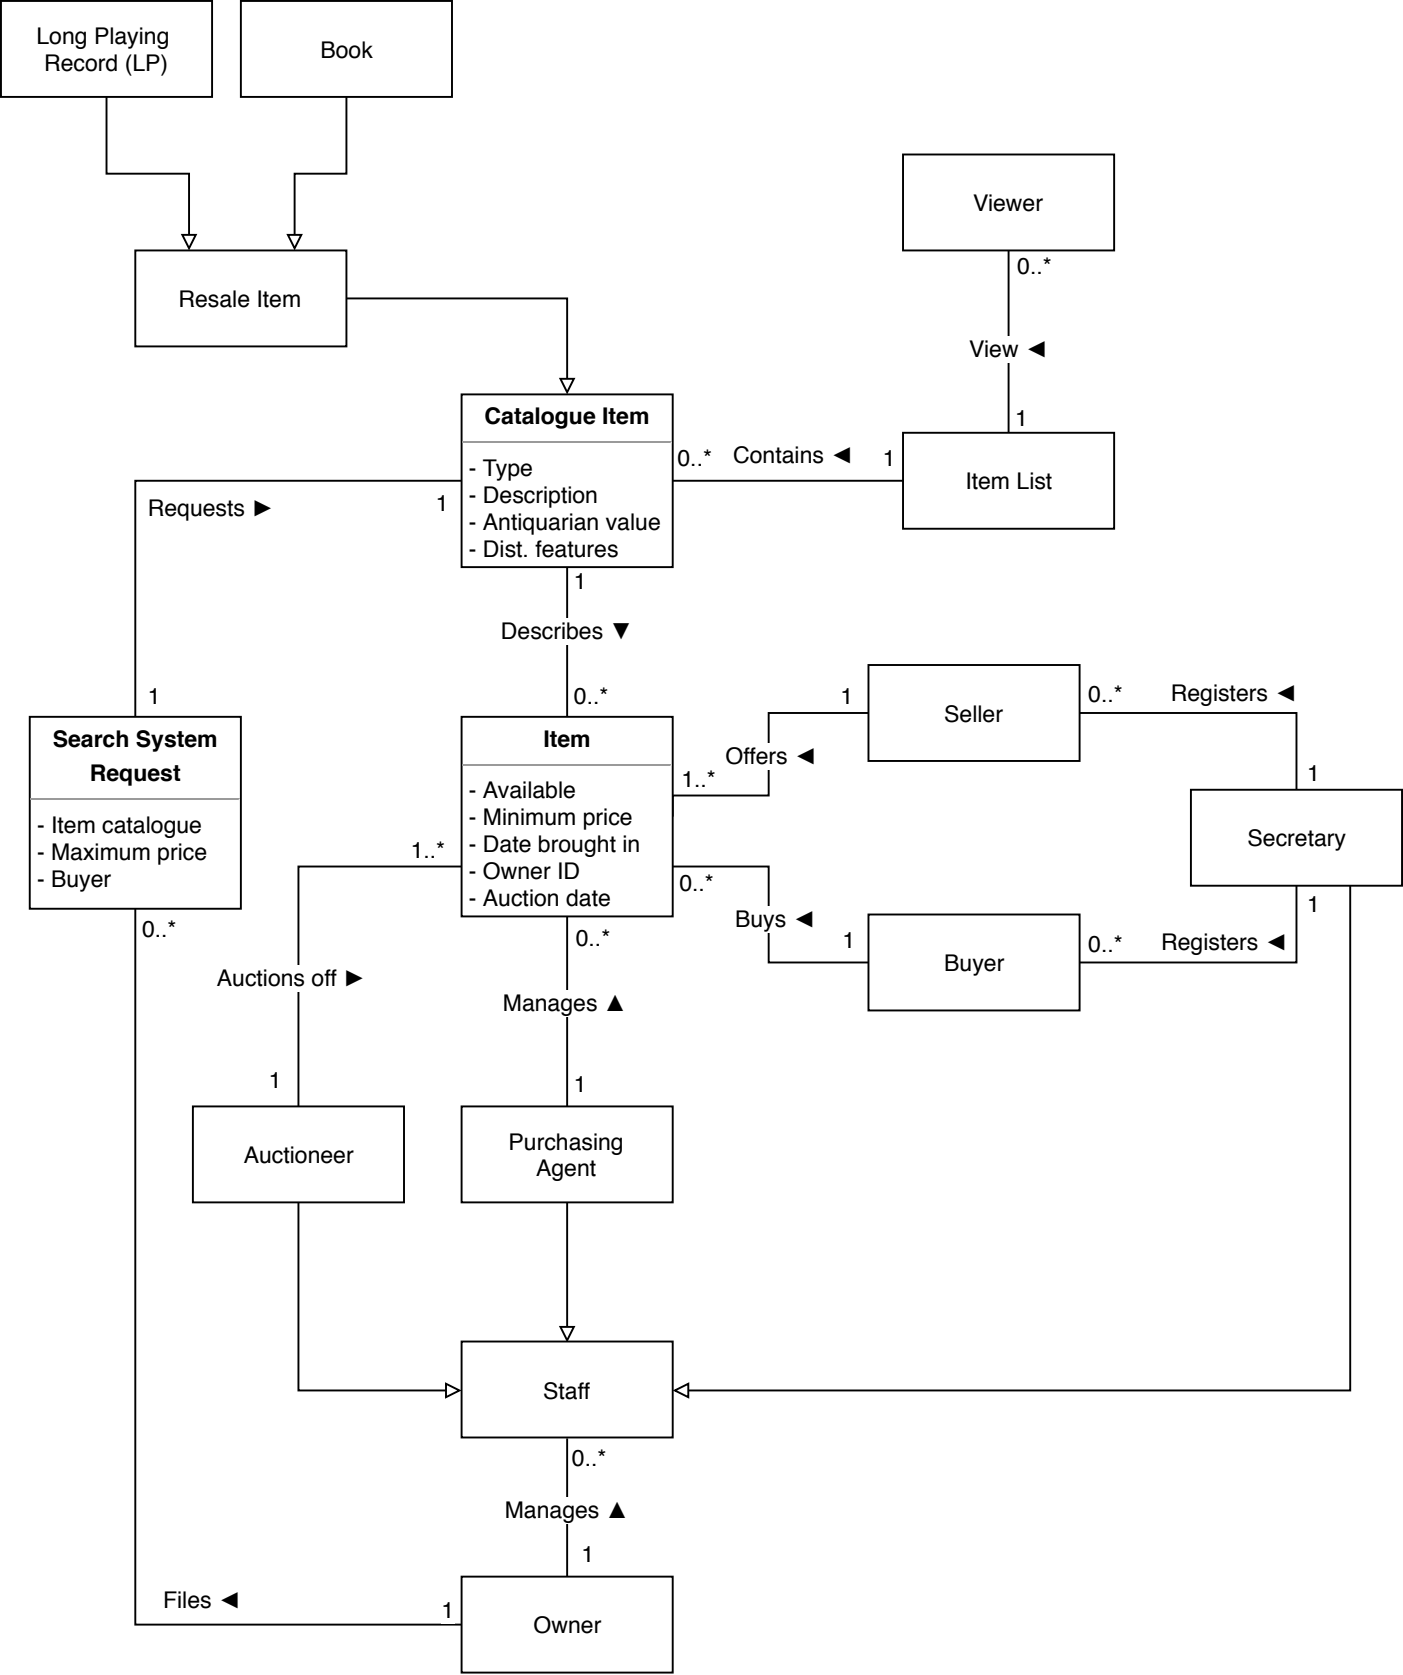 Long Playing
Record (LP)
Book
Viewer
0..*
Resale Item
View ◄
1
Catalogue Item
- Type
- Description
- Antiquarian value
- Dist. features
0..*
Contains ◄
1
Item List
Requests ►
1
1
Describes ▼
0..*
1
Search System
Request
- Item catalogue
- Maximum price
- Buyer
0..*
Item
- Available
- Minimum price
- Date brought in
- Owner ID
- Auction date
1
Offers ◄
1..*
Seller
0..*
Registers ◄
1
Secretary
1
1..*
0..*
Buys ◄
1
Buyer
0..*
Registers ◄
0..*
Auctions off ►
Manages ▲
1
1
Auctioneer
Purchasing
Agent
Staff
0..*
Manages ▲
1
Files ◄
1
Owner